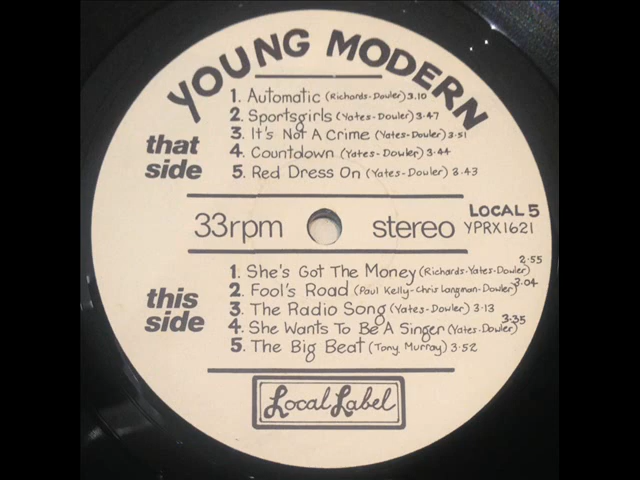 YOUNG MODERN
that side
1. Automatic (Richards-Dowler) 3.10
2. Sportsgirls (Yates-Dowler) 3.47
3. It's Not A Crime (Yates-Dowler) 3.51
4. Countdown (Yates-Dowler) 3.44
5. Red Dress On (Yates-Dowler) 3.43
33rpm stereo
LOCAL 5
YPRX1621
this side
1. She's Got The Money (Richards-Yates-Dowler) 2.55
2. Fool's Road (Paul Kelly-Chris Langman-Dowler) 3.04
3. The Radio Song (Yates-Dowler) 3.13
4. She Wants To Be A Singer (Yates-Dowler) 3.35
5. The Big Beat (Tony Murray) 3.52
Local Label